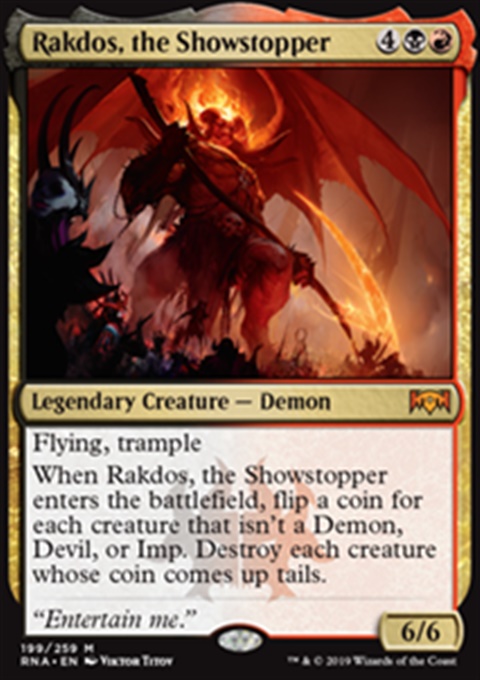 Rakdos, the Showstopper 4
Legendary Creature — Demon
Flying, trample
When Rakdos, the Showstopper
enters the battlefield, flip a coin for
each creature that isn't a Demon,
Devil, or Imp. Destroy each creature
whose coin comes up tails.
"Entertain me."
6/6
199/259 M
RNA • EN Viktor Titov
™ & © 2019 Wizards of the Coast